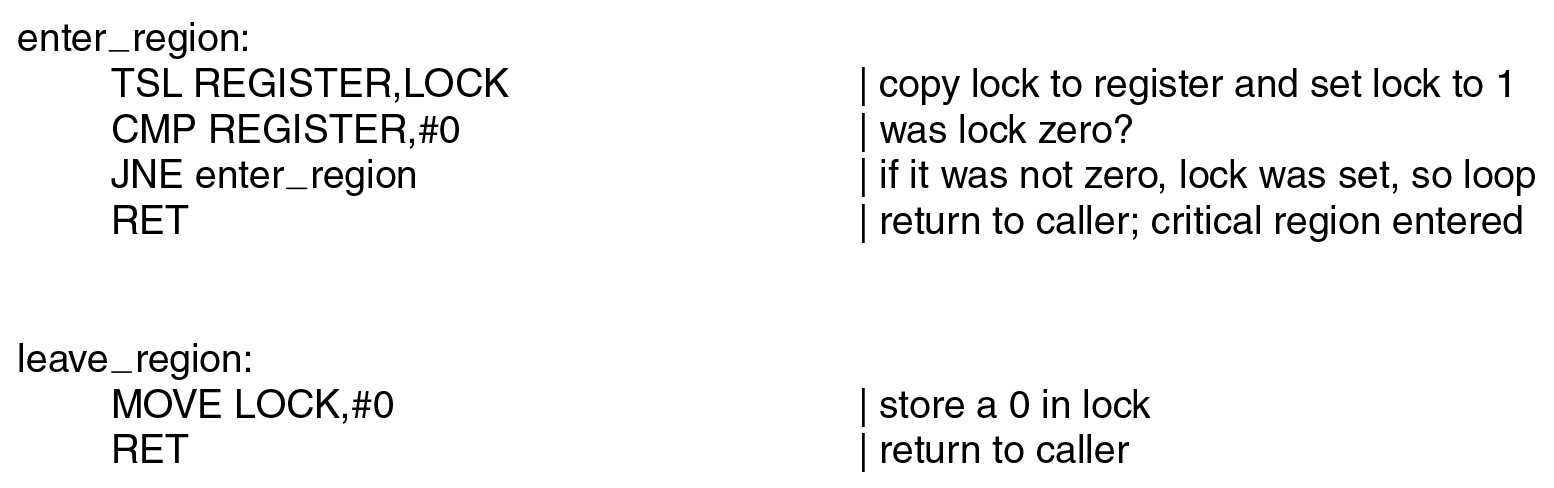 enter_region:
TSL REGISTER,LOCK | copy lock to register and set lock to 1
CMP REGISTER,#0 | was lock zero?
JNE enter_region | if it was not zero, lock was set, so loop
RET | return to caller; critical region entered
leave_region:
MOVE LOCK,#0 | store a 0 in lock
RET | return to caller